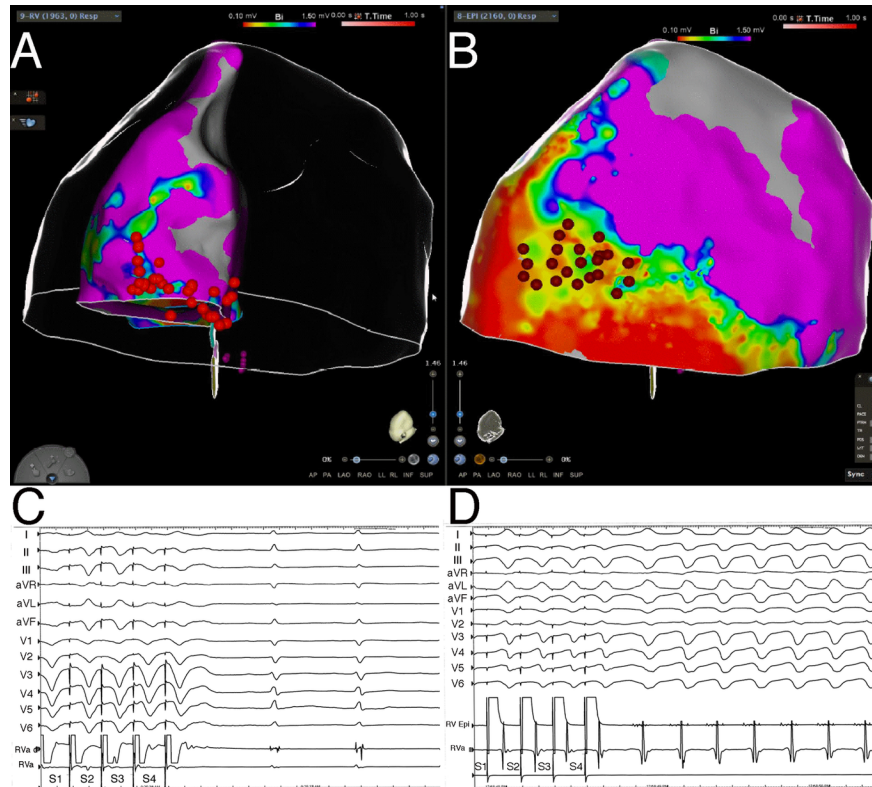 9-RV (1963, 0) Resp
T.Time
0.10 mV Bi 1.50 mV 0.00 s 1.00 s
A
1.46
0%
AP PA LAO RAO LL RL INF SUP
8-EPI (2160, 0) Resp
T.Time
0.10 mV Bi 1.50 mV 1.00 s
B
1.46
0%
AP PA LAO RAO LL RL INF SUP
CL
PACE
Sync
C
I
II
III
aVR
aVL
aVF
V1
V2
V3
V4
V5
V6
RVa d
RVa
S1 S2 S3 S4
D
I
II
III
aVR
aVL
aVF
V1
V2
V3
V4
V5
V6
RV Epi
RVa
S1 S2 S3 S4